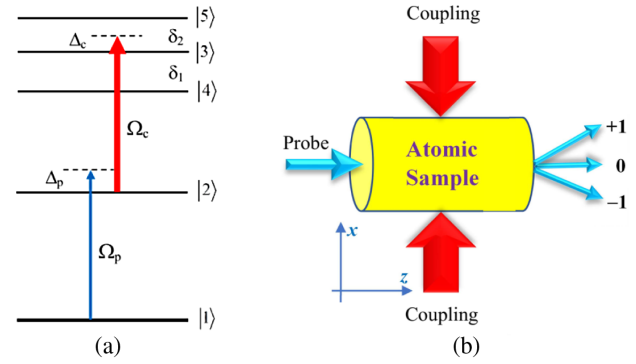 |5⟩
Δc
δ2
|3⟩
δ1
|4⟩
Ωc
Δp
|2⟩
Ωp
|1⟩
(a)
Coupling
Probe
Atomic
Sample
+1
0
−1
x
z
Coupling
(b)